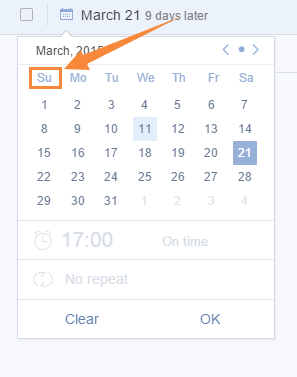 March 21 9 days later
March, 2015
Su Mo Tu We Th Fr Sa
1 2 3 4 5 6 7
8 9 10 11 12 13 14
15 16 17 18 19 20 21
22 23 24 25 26 27 28
29 30 31 1 2 3 4
17:00 On time
No repeat
Clear OK